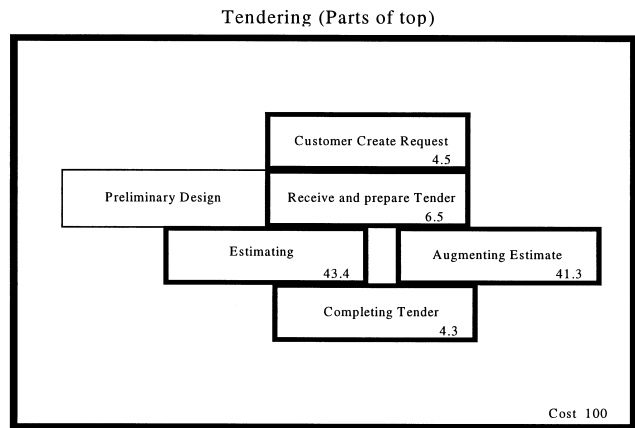 Tendering (Parts of top)
Customer Create Request
4.5
Preliminary Design
Receive and prepare Tender
6.5
Estimating
43.4
Augmenting Estimate
41.3
Completing Tender
4.3
Cost 100